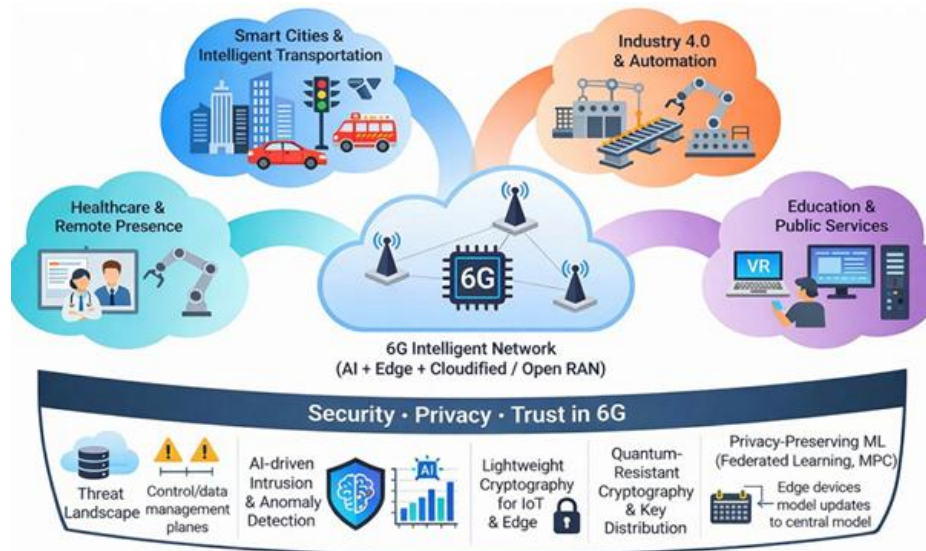 Smart Cities &
Intelligent Transportation
Industry 4.0
& Automation
Healthcare &
Remote Presence
Education &
Public Services
VR
6G
6G Intelligent Network
(AI + Edge + Cloudified / Open RAN)
Security • Privacy • Trust in 6G
Threat
Landscape
Control/data
management
planes
AI-driven
Intrusion
& Anomaly
Detection
AI
Lightweight
Cryptography
for IoT
& Edge
Quantum-
Resistant
Cryptography
& Key
Distribution
Privacy-Preserving ML
(Federated Learning, MPC)
Edge devices
model updates
to central model